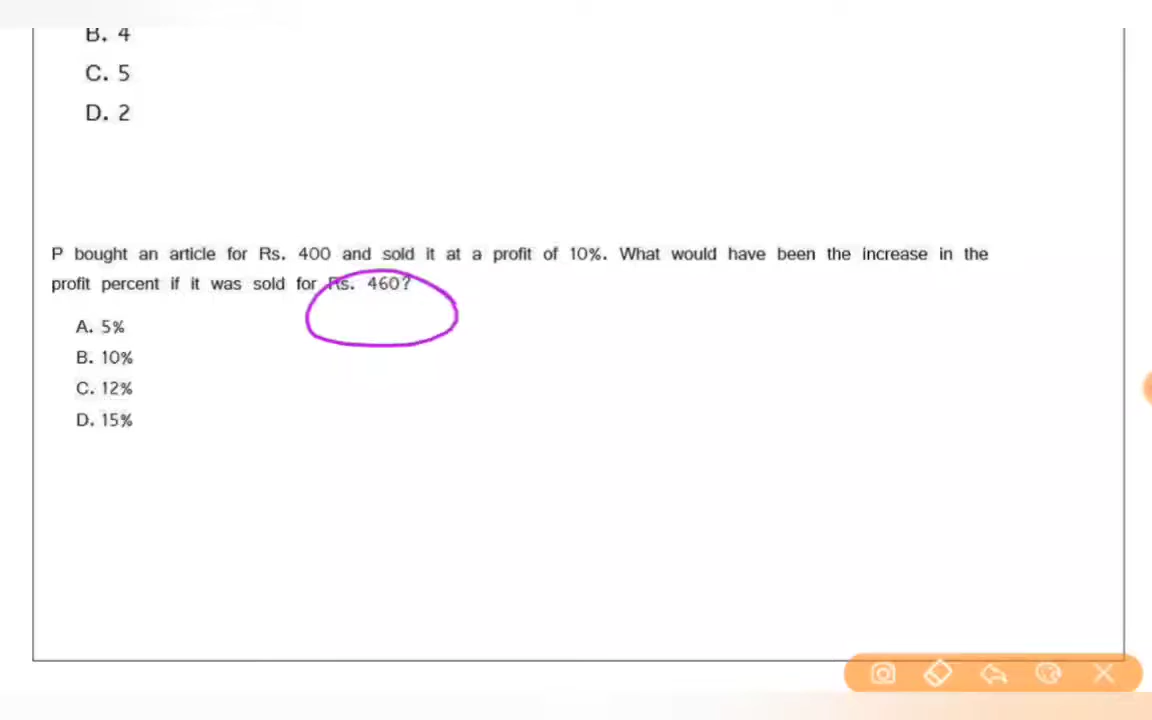 B. 4
C. 5
D. 2
P bought an article for Rs. 400 and sold it at a profit of 10%. What would have been the increase in the
profit percent if it was sold for Rs. 460?
A. 5%
B. 10%
C. 12%
D. 15%